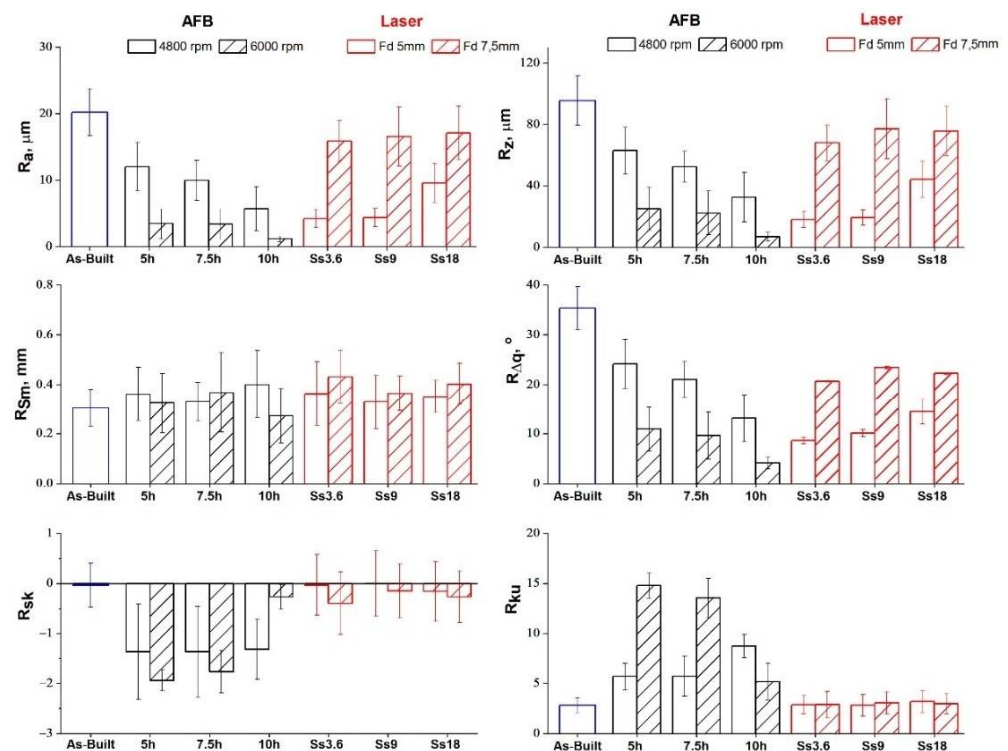 AFB Laser
4800 rpm 6000 rpm Fd 5mm Fd 7,5mm
30
20
10
0
Ra, μm
As-Built 5h 7.5h 10h Ss3.6 Ss9 Ss18
AFB Laser
4800 rpm 6000 rpm Fd 5mm Fd 7,5mm
120
80
40
0
Rz, μm
As-Built 5h 7.5h 10h Ss3.6 Ss9 Ss18
0.8
0.6
0.4
0.2
0.0
RSm, mm
As-Built 5h 7.5h 10h Ss3.6 Ss9 Ss18
40
30
20
10
0
RΔq, °
As-Built 5h 7.5h 10h Ss3.6 Ss9 Ss18
1
0
−1
−2
−3
Rsk
As-Built 5h 7.5h 10h Ss3.6 Ss9 Ss18
20
15
10
5
0
Rku
As-Built 5h 7.5h 10h Ss3.6 Ss9 Ss18